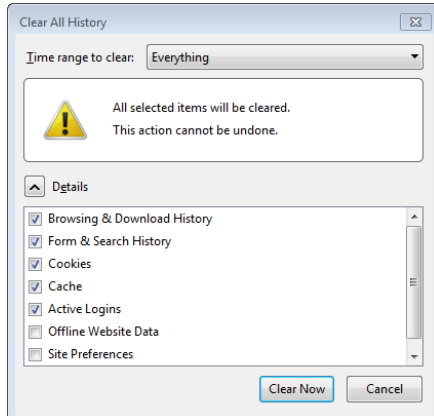 Clear All History
Time range to clear: Everything
All selected items will be cleared.
This action cannot be undone.
Details
Browsing & Download History
Form & Search History
Cookies
Cache
Active Logins
Offline Website Data
Site Preferences
Clear Now Cancel